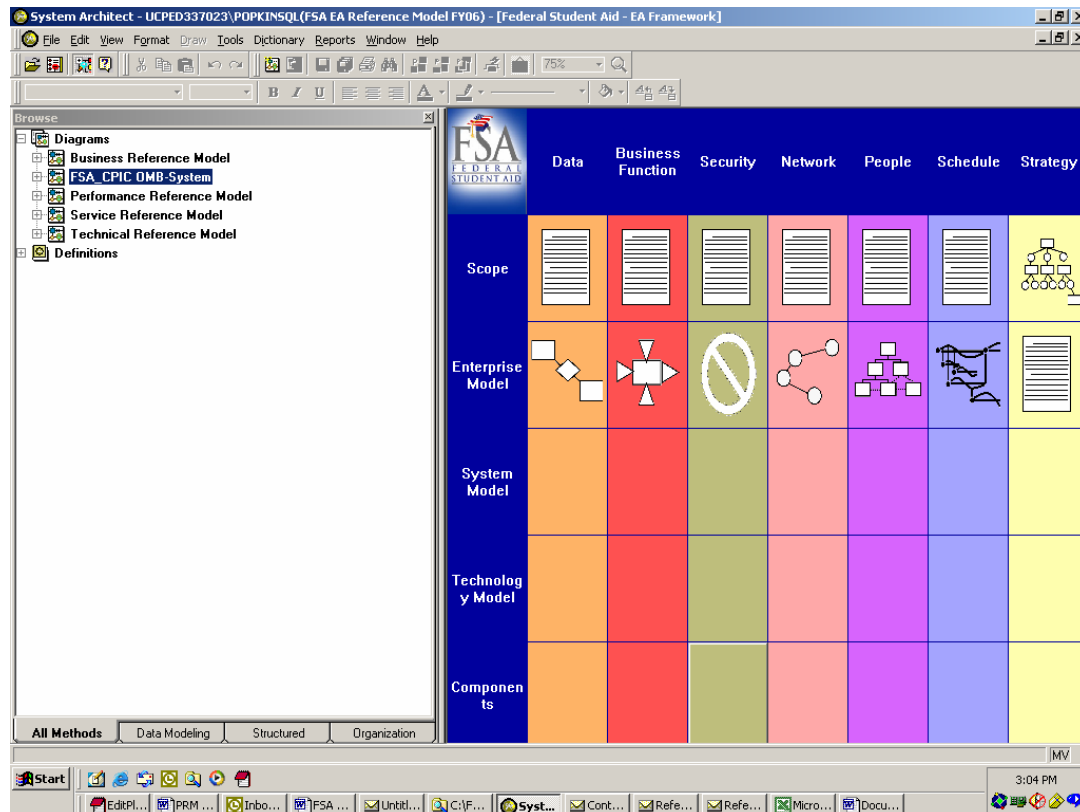 System Architect - UCPED337023\POPKINSQL(FSA EA Reference Model FY06) - [Federal Student Aid - EA Framework]
File Edit View Format Draw Tools Dictionary Reports Window Help
75%
B I U A
Browse
Diagrams
Business Reference Model
FSA_CPIC OMB-System
Performance Reference Model
Service Reference Model
Technical Reference Model
Definitions
All Methods Data Modeling Structured Organization
FSA
FEDERAL
STUDENT AID
Data
Business
Function
Security
Network
People
Schedule
Strategy
Scope
Enterprise
Model
System
Model
Technolog
y Model
Componen
ts
MV
Start
3:04 PM
EditPl... PRM ... Inbo... FSA ... Untitl... C:\F... Syst... Cont... Refe... Refe... Micro... Docu...